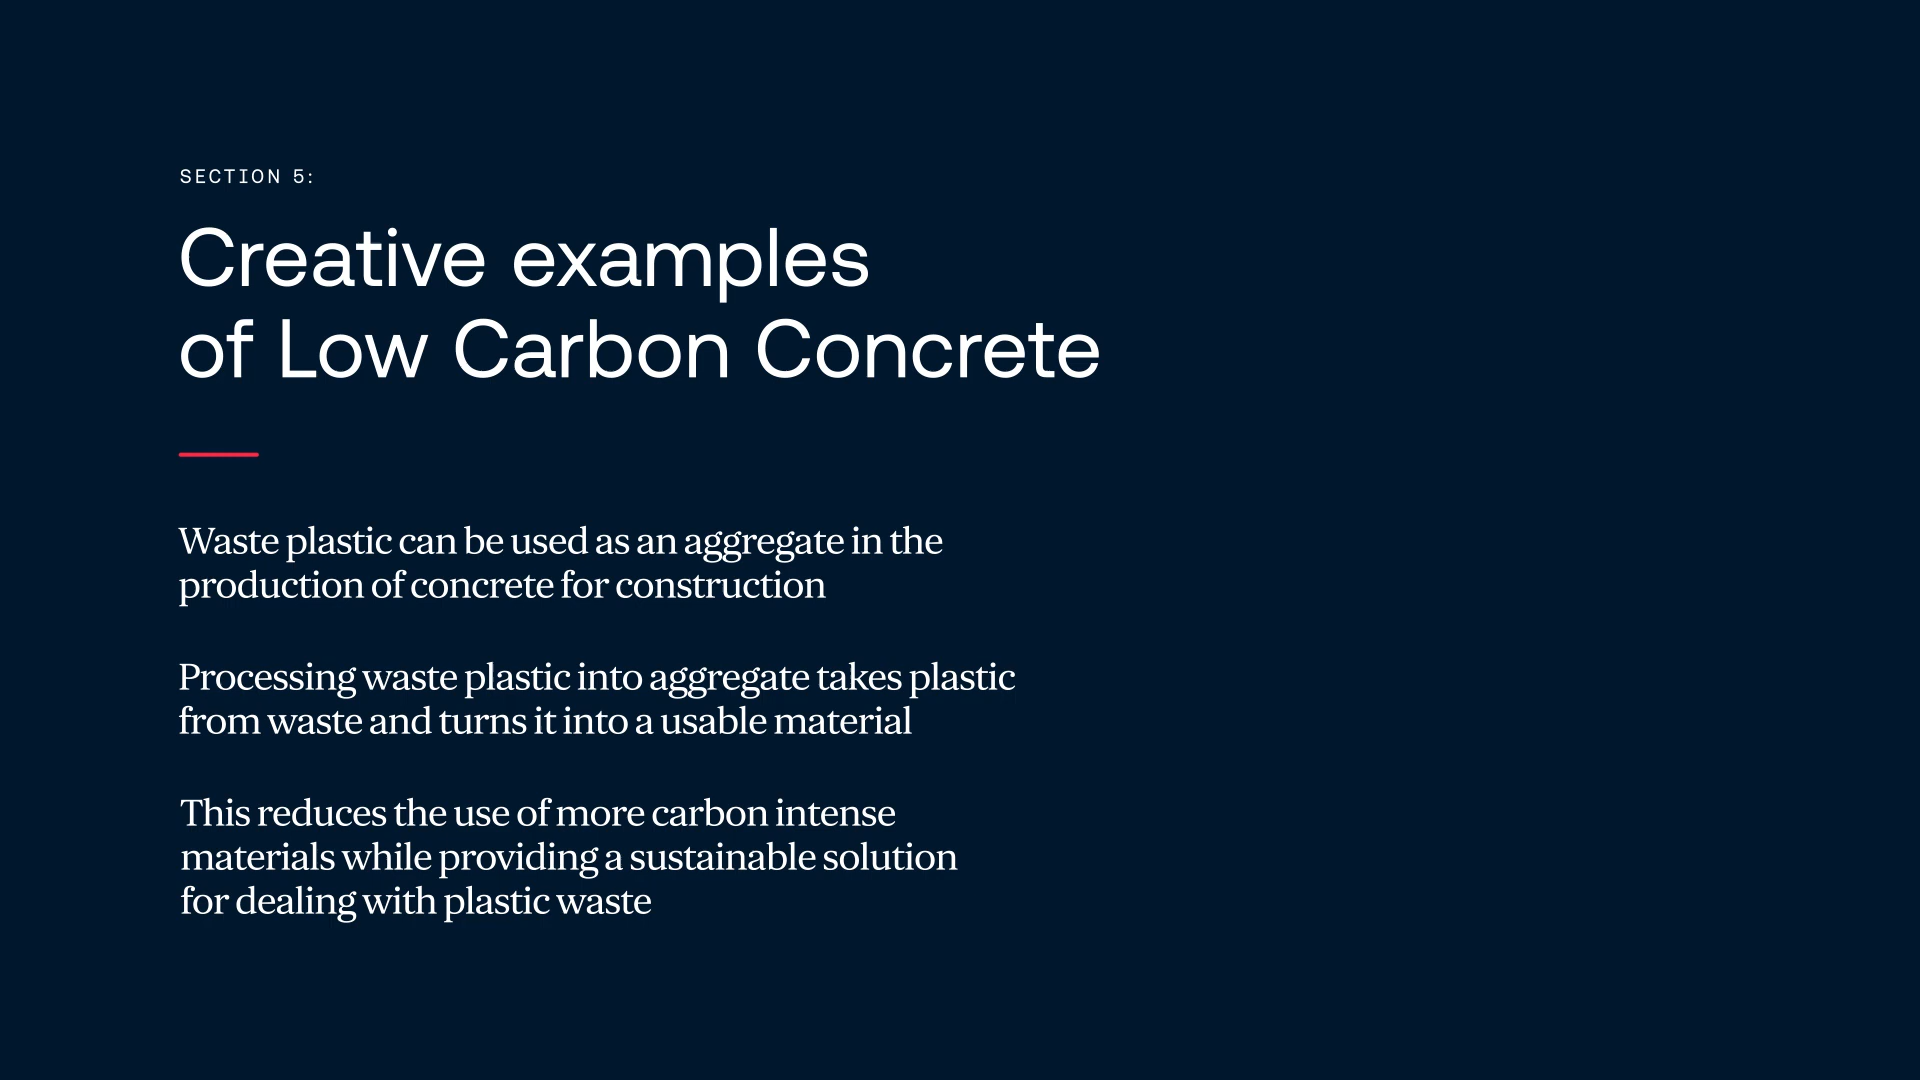 SECTION 5:
Creative examples
of Low Carbon Concrete
Waste plastic can be used as an aggregate in the
production of concrete for construction
Processing waste plastic into aggregate takes plastic
from waste and turns it into a usable material
This reduces the use of more carbon intense
materials while providing a sustainable solution
for dealing with plastic waste